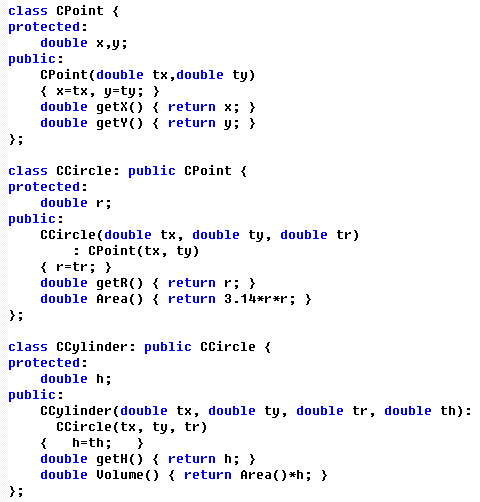 class CPoint {
protected:
    double x,y;
public:
    CPoint(double tx,double ty)
    { x=tx, y=ty; }
    double getX() { return x; }
    double getY() { return y; }
};

class CCircle: public CPoint {
protected:
    double r;
public:
    CCircle(double tx, double ty, double tr)
        : CPoint(tx, ty)
    { r=tr; }
    double getR() { return r; }
    double Area() { return 3.14*r*r; }
};

class CCylinder: public CCircle {
protected:
    double h;
public:
    CCylinder(double tx, double ty, double tr, double th):
      CCircle(tx, ty, tr)
    {   h=th;   }
    double getH() { return h; }
    double Volume() { return Area()*h; }
};